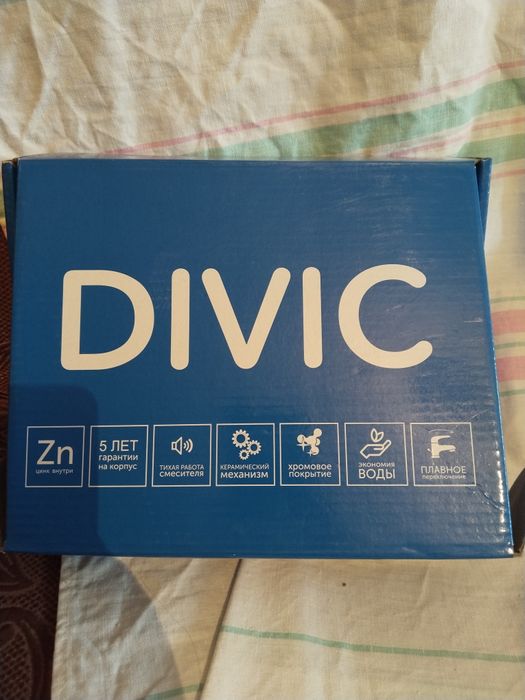 DIVIC
Zn
цинк внутри
5 ЛЕТ
гарантии
на корпус
ТИХАЯ РАБОТА
СМЕСИТЕЛЯ
КЕРАМИЧЕСКИЙ
МЕХАНИЗМ
хромовое
покрытие
ЭКОНОМИЯ
ВОДЫ
ПЛАВНОЕ
переключение